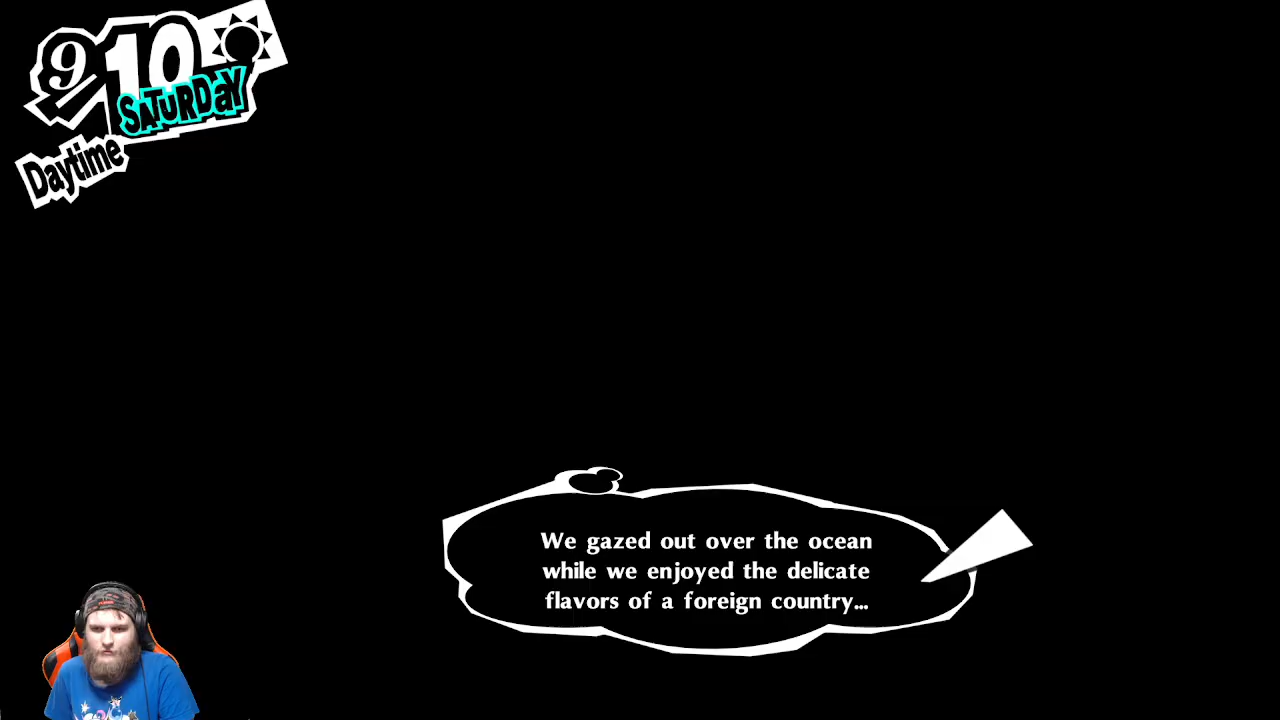 9/10
SATURDaY
Daytime
We gazed out over the ocean
while we enjoyed the delicate
flavors of a foreign country...